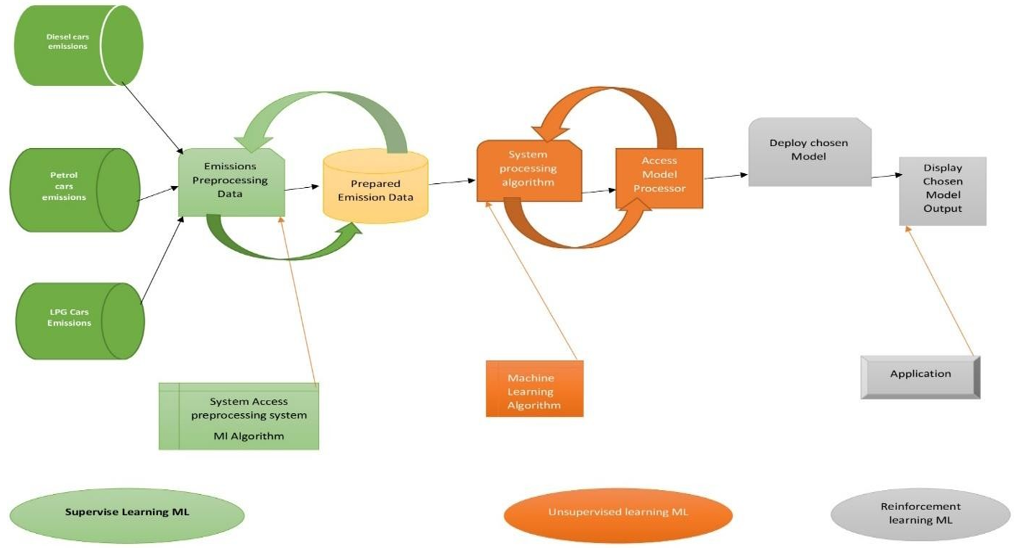 Diesel cars
emissions
Petrol
cars
emissions
LPG Cars
Emissions
Emissions
Preprocessing
Data
Prepared
Emission Data
System
processing
algorithm
Access
Model
Processor
Deploy chosen
Model
Display
Chosen
Model
Output
System Access
preprocessing system
Ml Algorithm
Machine
Learning
Algorithm
Application
Supervise Learning ML
Unsupervised learning ML
Reinforcement
learning ML